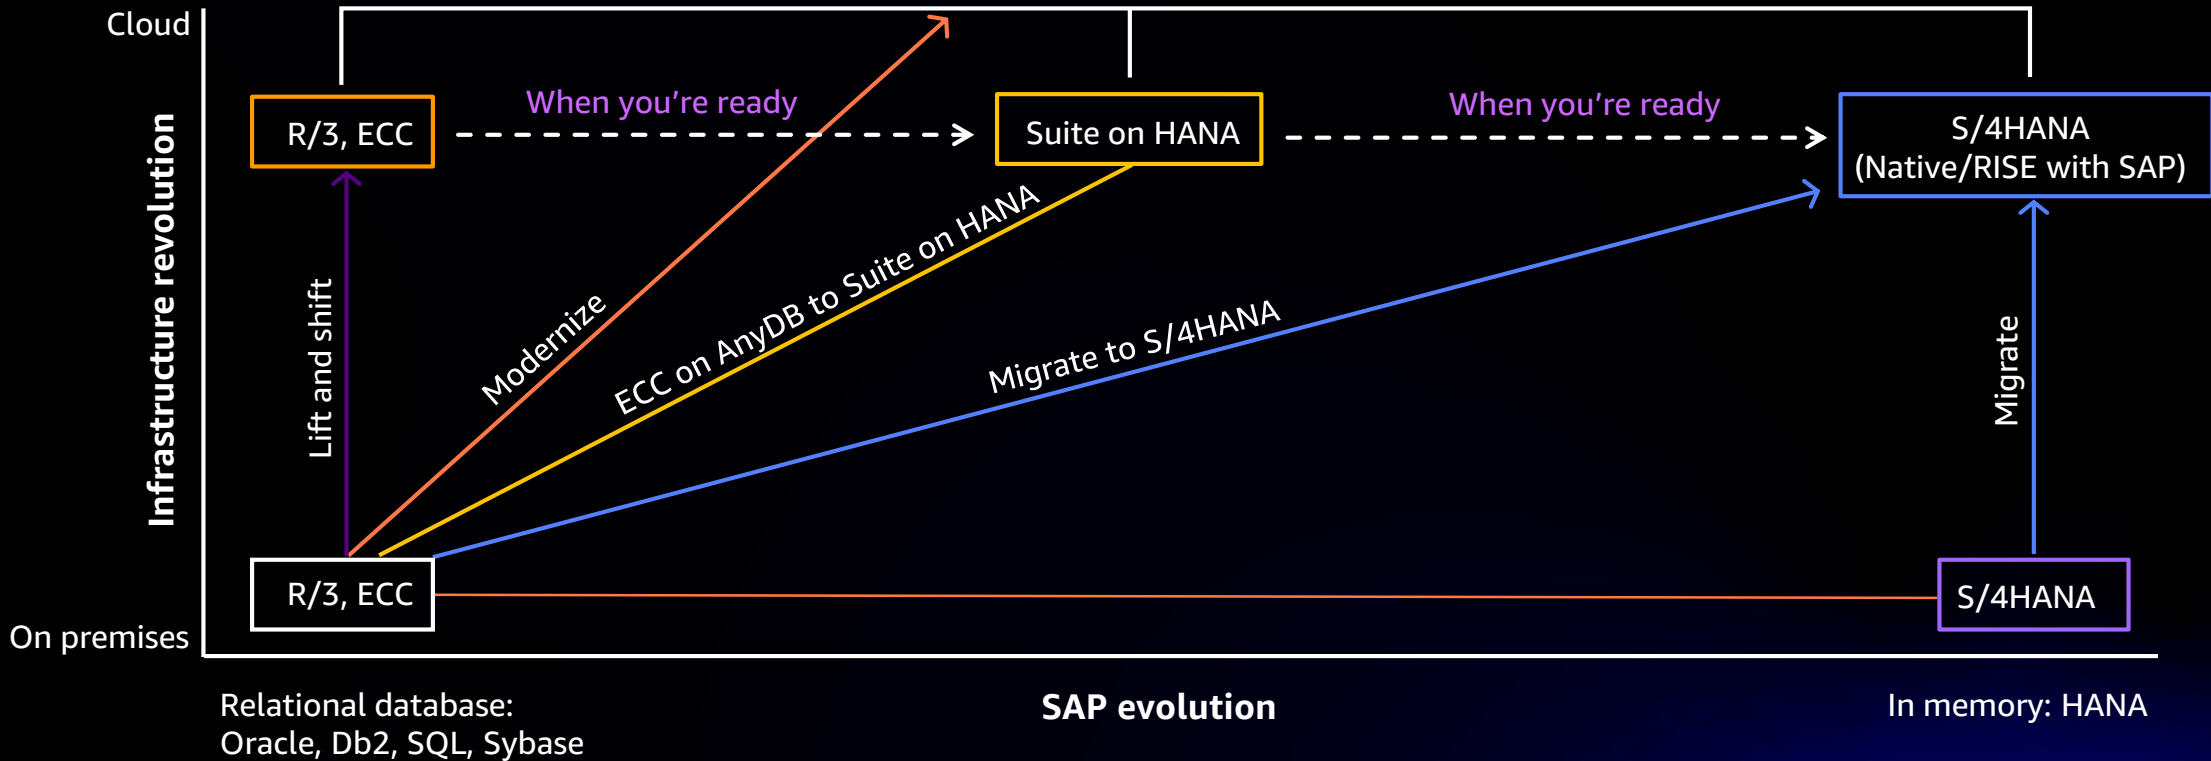 Cloud
When you're ready
When you're ready
R/3, ECC
Suite on HANA
S/4HANA
(Native/RISE with SAP)
Infrastructure revolution
Lift and shift
Modernize
ECC on AnyDB to Suite on HANA
Migrate to S/4HANA
Migrate
R/3, ECC
S/4HANA
On premises
Relational database:
Oracle, Db2, SQL, Sybase
SAP evolution
In memory: HANA